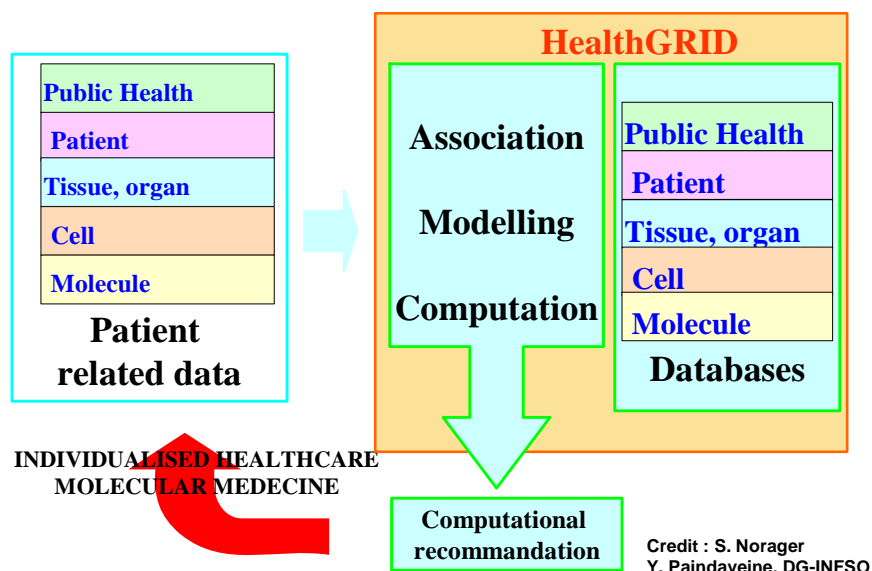 HealthGRID
Public Health
Patient
Tissue, organ
Cell
Molecule
Patient
related data
Association
Modelling
Computation
Public Health
Patient
Tissue, organ
Cell
Molecule
Databases
INDIVIDUALISED HEALTHCARE
MOLECULAR MEDECINE
Computational
recommandation
Credit : S. Norager
Y. Paindaveine, DG-INFSO